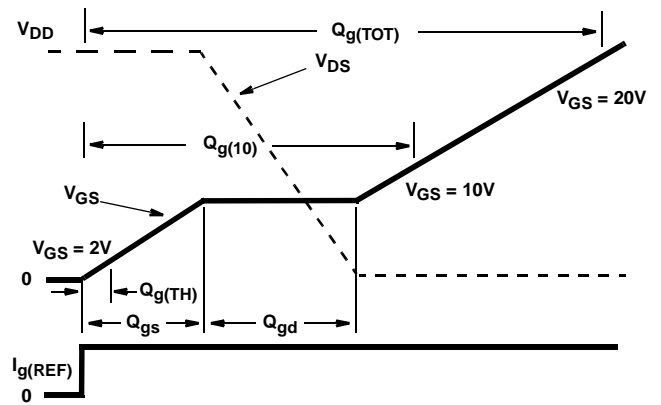 VDD
Qg(TOT)
VDS
VGS = 20V
Qg(10)
VGS
VGS = 10V
VGS = 2V
0
Qg(TH)
Qgs
Qgd
Ig(REF)
0